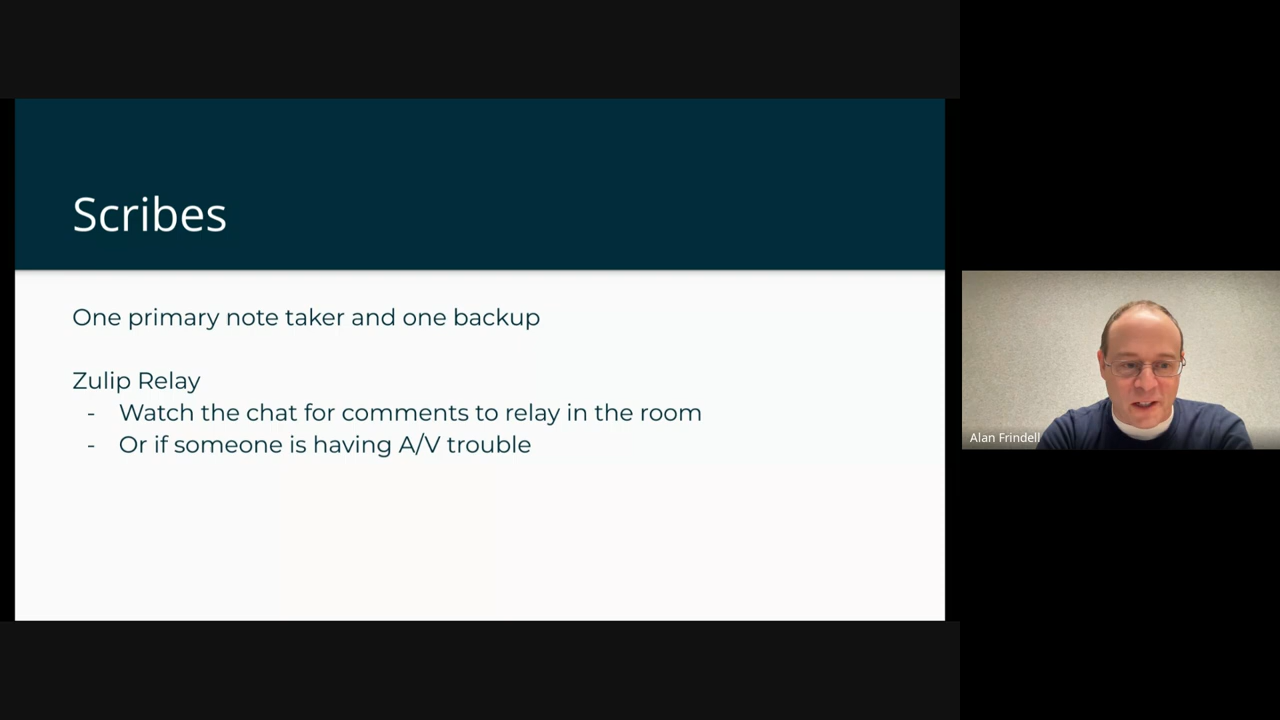 Scribes
One primary note taker and one backup
Zulip Relay
- Watch the chat for comments to relay in the room
- Or if someone is having A/V trouble
Alan Frindell